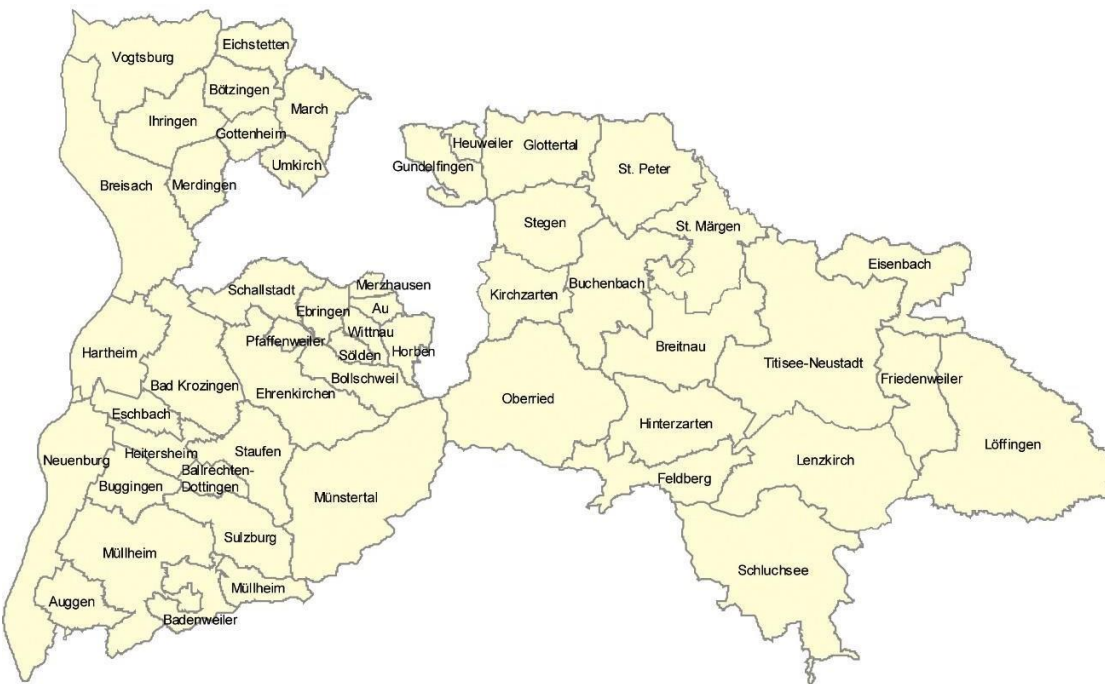 Eichstetten
Vogtsburg
Bötzingen
March
Ihringen
Gottenheim
Umkirch
Breisach
Merdingen
Heuweiler
Glottertal
Gundelfingen
St. Peter
Stegen
St. Märgen
Eisenbach
Buchenbach
Kirchzarten
Merzhausen
Schallstadt
Au
Ebringen
Wittnau
Pfaffenweiler
Sölden
Horben
Hartheim
Bollschweil
Bad Krozingen
Ehrenkirchen
Breitnau
Titisee-Neustadt
Friedenweiler
Oberried
Eschbach
Hinterzarten
Löffingen
Heitersheim
Staufen
Neuenburg
Lenzkirch
Ballrechten-
Dottingen
Buggingen
Feldberg
Münstertal
Sulzburg
Müllheim
Schluchsee
Müllheim
Auggen
Badenweiler